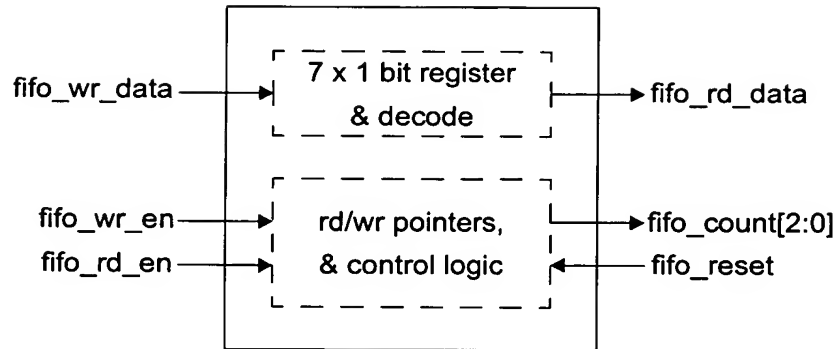 fifo_wr_data
7 x 1 bit register
& decode
fifo_rd_data
fifo_wr_en
fifo_rd_en
rd/wr pointers,
& control logic
fifo_count[2:0]
fifo_reset